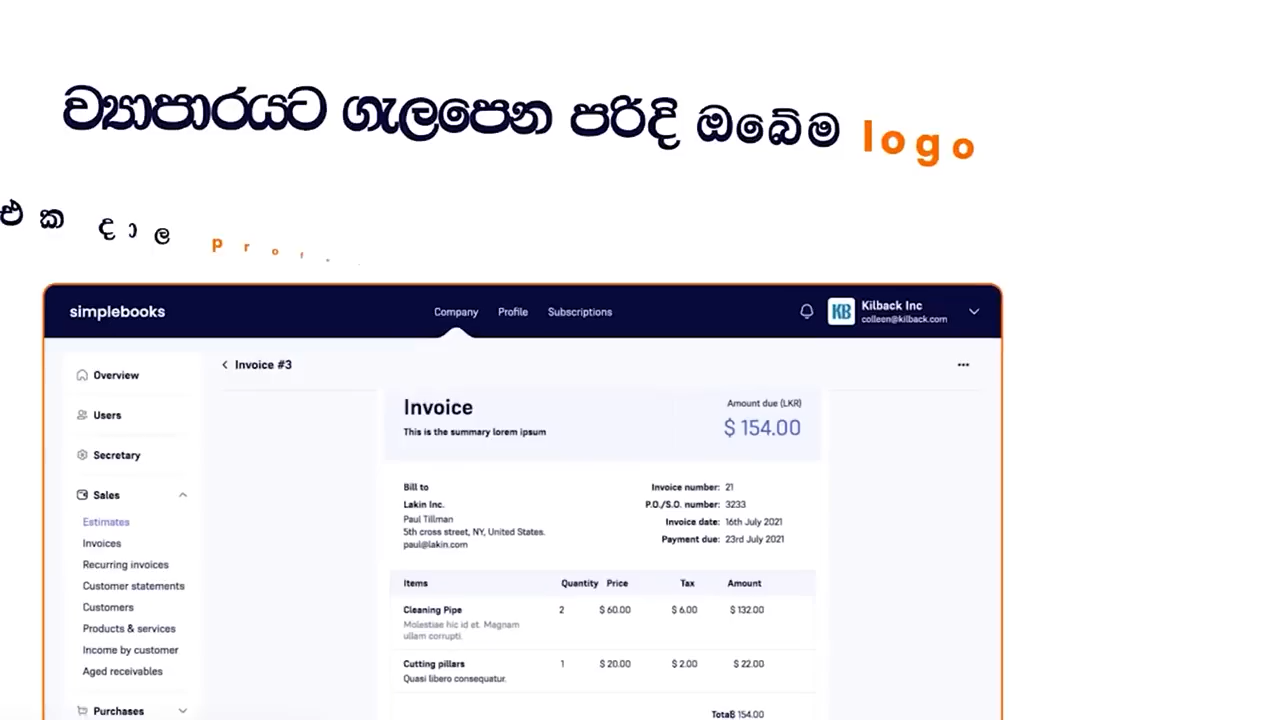 ව්‍යාපාරයට ගැලපෙන පරිදි ඔබේම logo
එක දාල
simplebooks
Company Profile Subscriptions
Kilback Inc
colleen@kilback.com
Invoice #3
Overview
Users
Secretary
Sales
Estimates
Invoices
Recurring invoices
Customer statements
Customers
Products & services
Income by customer
Aged receivables
Purchases
Invoice
This is the summary lorem ipsum
Amount due (LKR)
$ 154.00
Bill to
Lakin Inc.
Paul Tillman
5th cross street, NY, United States.
paul@lakin.com
Invoice number: 21
P.O./S.O. number: 3233
Invoice date: 16th July 2021
Payment due: 23rd July 2021
Items Quantity Price Tax Amount
Cleaning Pipe 2 $ 60.00 $ 6.00 $ 132.00
Molestiae hic id et. Magnam
ullam corrupti.
Cutting pillars 1 $ 20.00 $ 2.00 $ 22.00
Quasi libero consequatur.
154.00